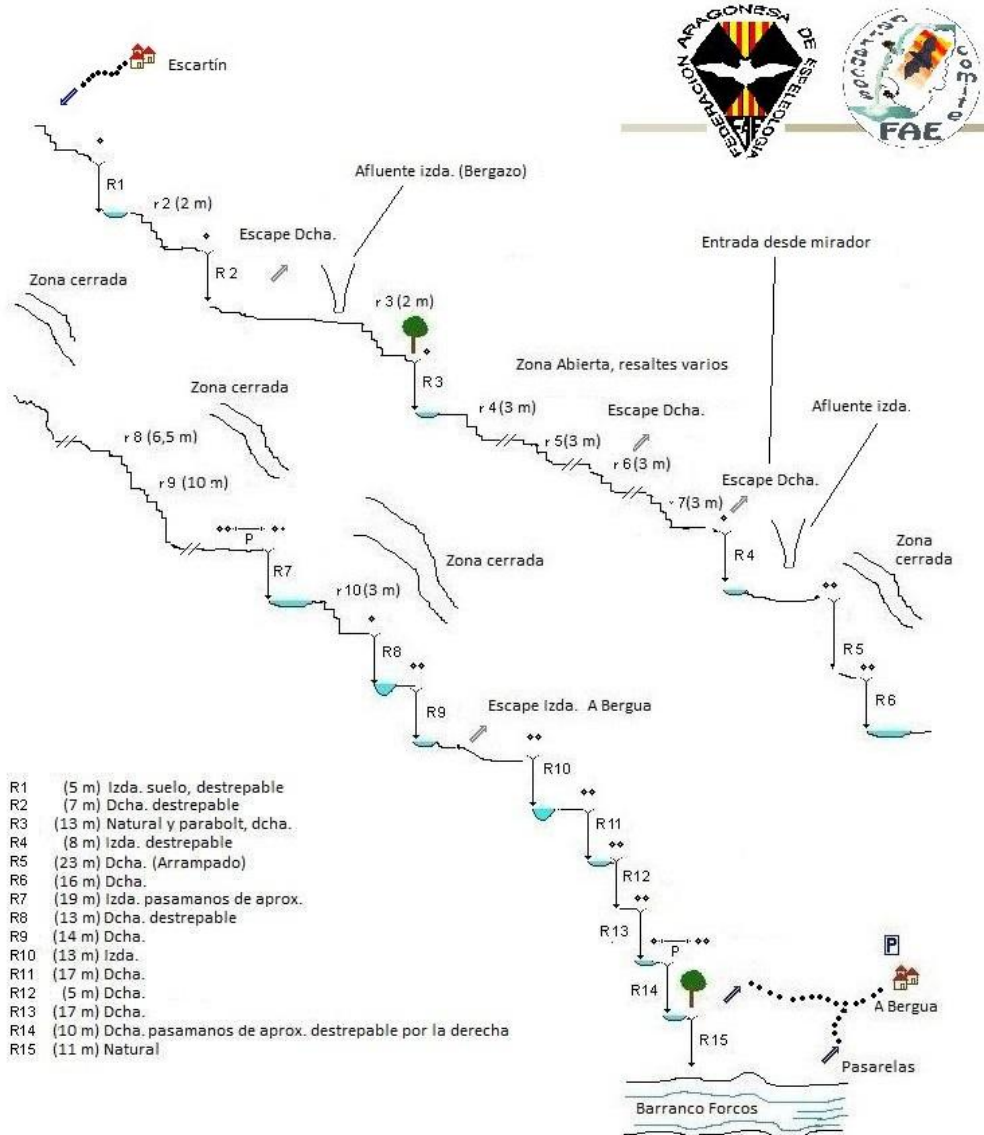 FEDERACIÓN ARAGONESA DE ESPELEOLOGIA
FAE
comite
FAE
Escartín
R1
r 2 (2 m)
Afluente izda. (Bergazo)
Escape Dcha.
R 2
Zona cerrada
r 3 (2 m)
R3
Entrada desde mirador
Zona Abierta, resaltes varios
Zona cerrada
r 4 (3 m)
Escape Dcha.
Afluente izda.
r 5(3 m)
r 6 (3 m)
r 8 (6,5 m)
Escape Dcha.
r 9 (10 m)
r 7(3 m)
P
R7
Zona cerrada
R4
Zona
cerrada
r 10 (3 m)
R8
R5
R9
R6
Escape Izda. A Bergua
R10
R11
R12
R13
P
R14
R15
P
A Bergua
Pasarelas
Barranco Forcos
R1 (5 m) Izda. suelo, destrepable
R2 (7 m) Dcha. destrepable
R3 (13 m) Natural y parabolt, dcha.
R4 (8 m) Izda. destrepable
R5 (23 m) Dcha. (Arrampado)
R6 (16 m) Dcha.
R7 (19 m) Izda. pasamanos de aprox.
R8 (13 m) Dcha. destrepable
R9 (14 m) Dcha.
R10 (13 m) Izda.
R11 (17 m) Dcha.
R12 (5 m) Dcha.
R13 (17 m) Dcha.
R14 (10 m) Dcha. pasamanos de aprox. destrepable por la derecha
R15 (11 m) Natural